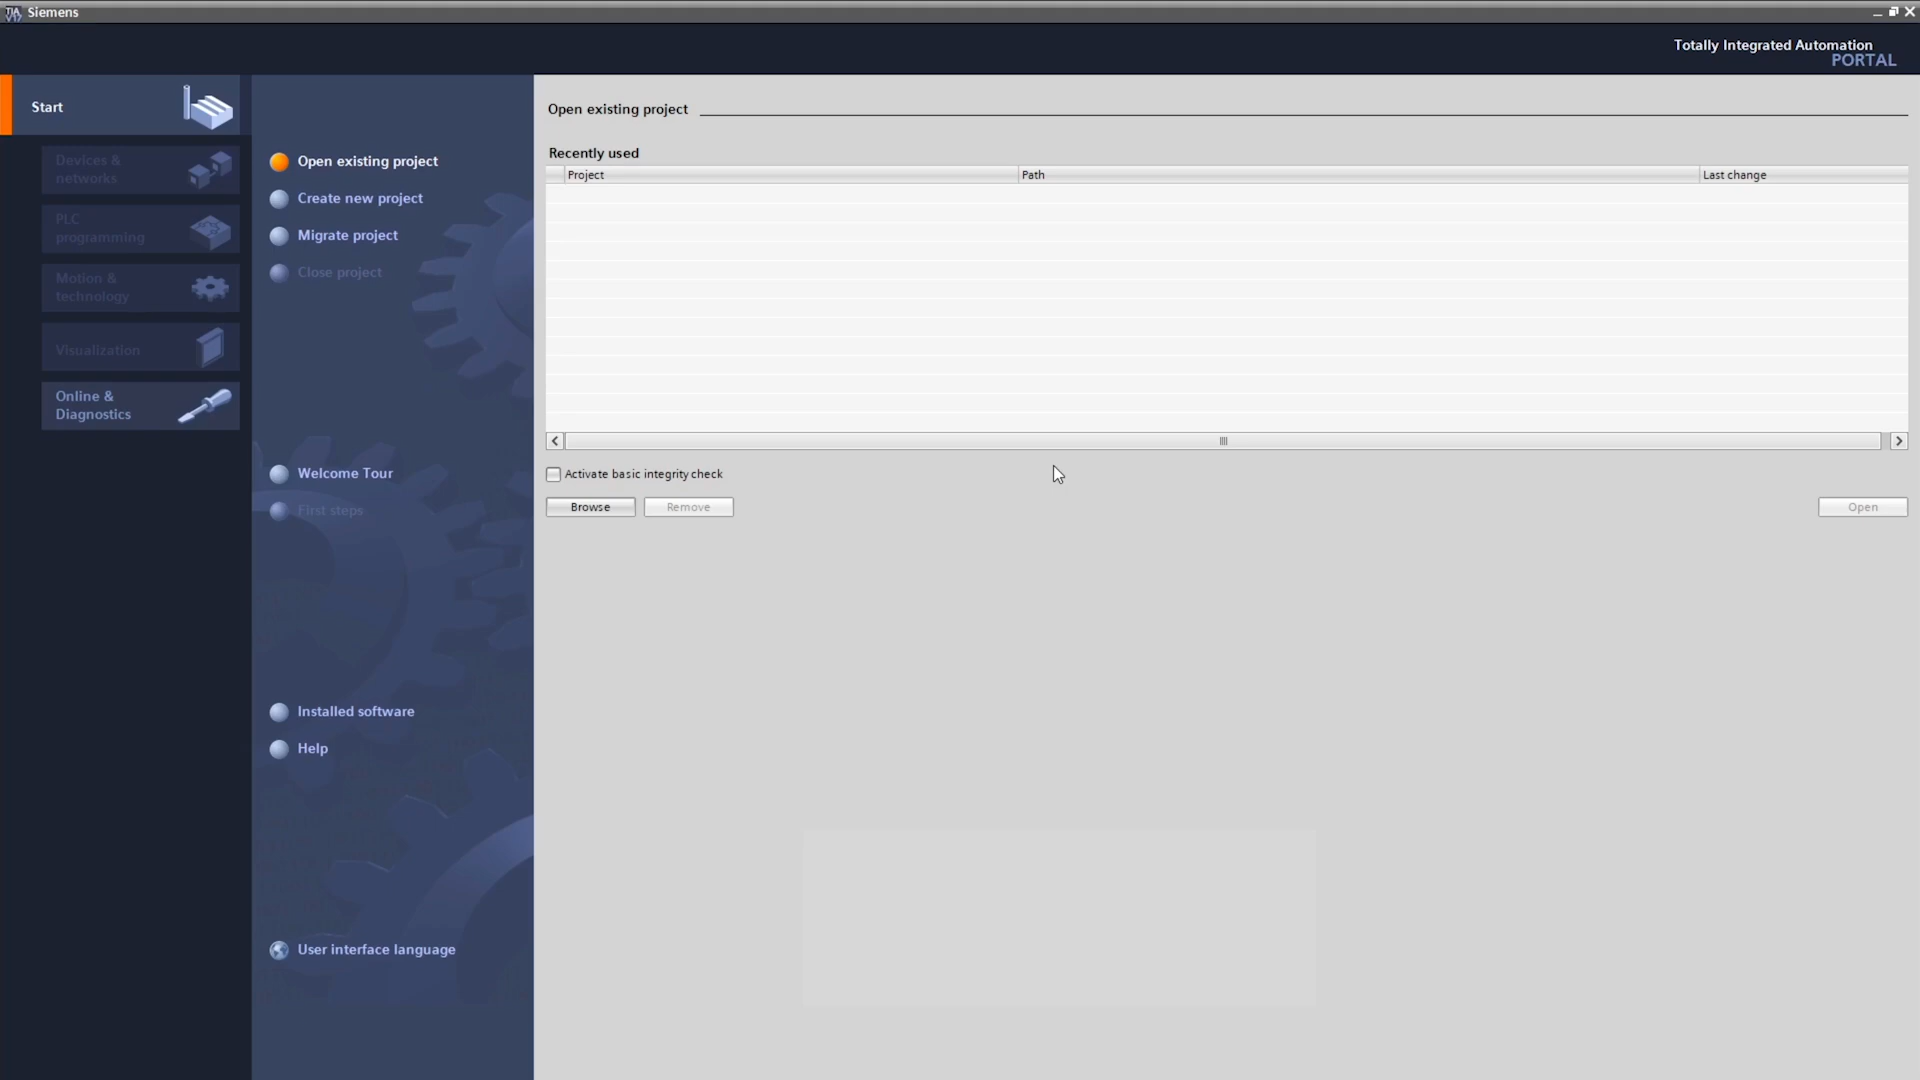 Siemens
Totally Integrated Automation
PORTAL
Start
Devices &
networks
PLC
programming
Motion &
technology
Visualization
Online &
Diagnostics
Open existing project
Create new project
Migrate project
Close project
Welcome Tour
First steps
Installed software
Help
User interface language
Open existing project
Recently used
Project Path Last change
Activate basic integrity check
Browse Remove Open